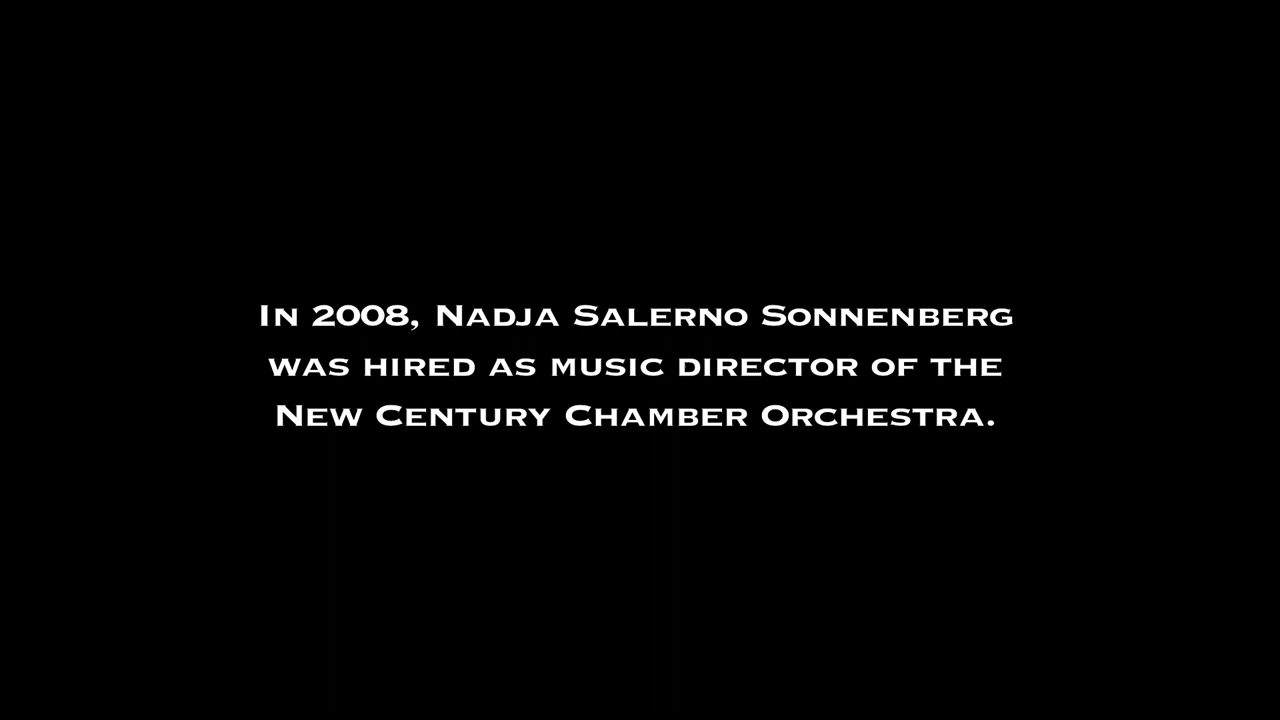 In 2008, Nadja Salerno Sonnenberg
was hired as music director of the
New Century Chamber Orchestra.